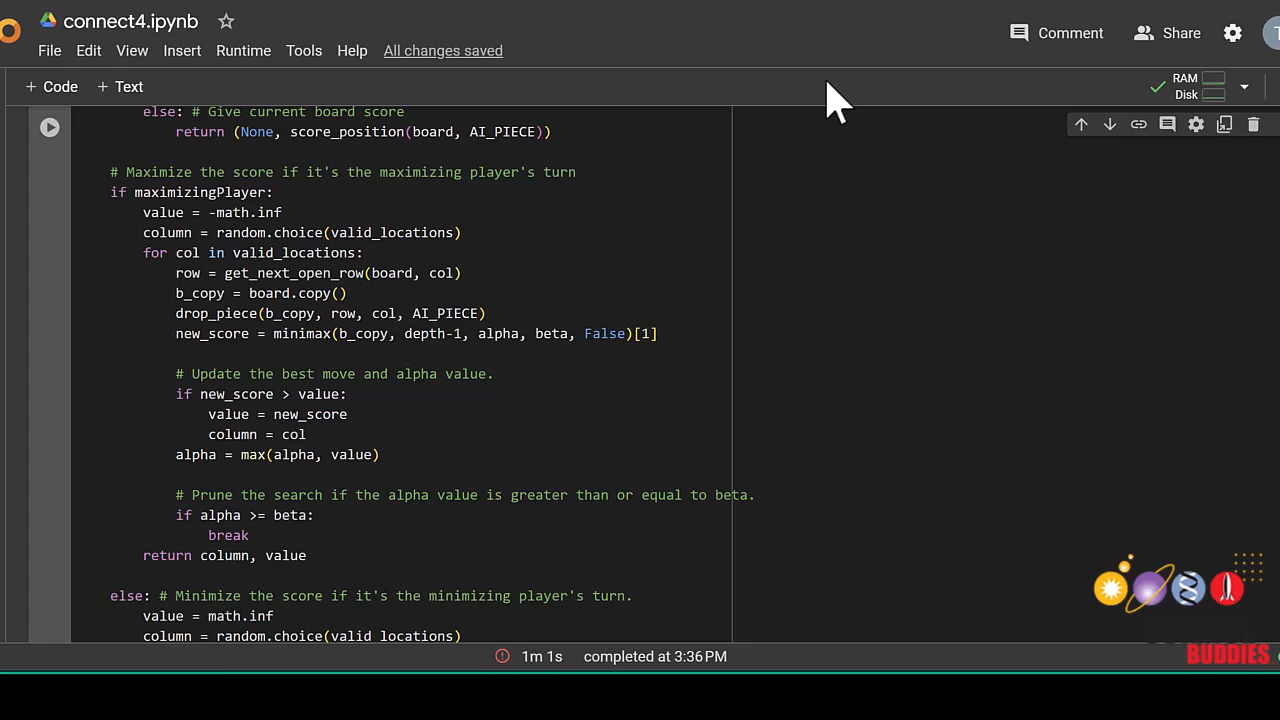 connect4.ipynb
File Edit View Insert Runtime Tools Help All changes saved
Comment Share
+ Code + Text
RAM
Disk
else: # Give current board score
return (None, score_position(board, AI_PIECE))
# Maximize the score if it's the maximizing player's turn
if maximizingPlayer:
value = -math.inf
column = random.choice(valid_locations)
for col in valid_locations:
row = get_next_open_row(board, col)
b_copy = board.copy()
drop_piece(b_copy, row, col, AI_PIECE)
new_score = minimax(b_copy, depth-1, alpha, beta, False)[1]
# Update the best move and alpha value.
if new_score > value:
value = new_score
column = col
alpha = max(alpha, value)
# Prune the search if the alpha value is greater than or equal to beta.
if alpha >= beta:
break
return column, value
else: # Minimize the score if it's the minimizing player's turn.
value = math.inf
column = random.choice(valid_locations)
1m 1s completed at 3:36 PM
BUDDIES